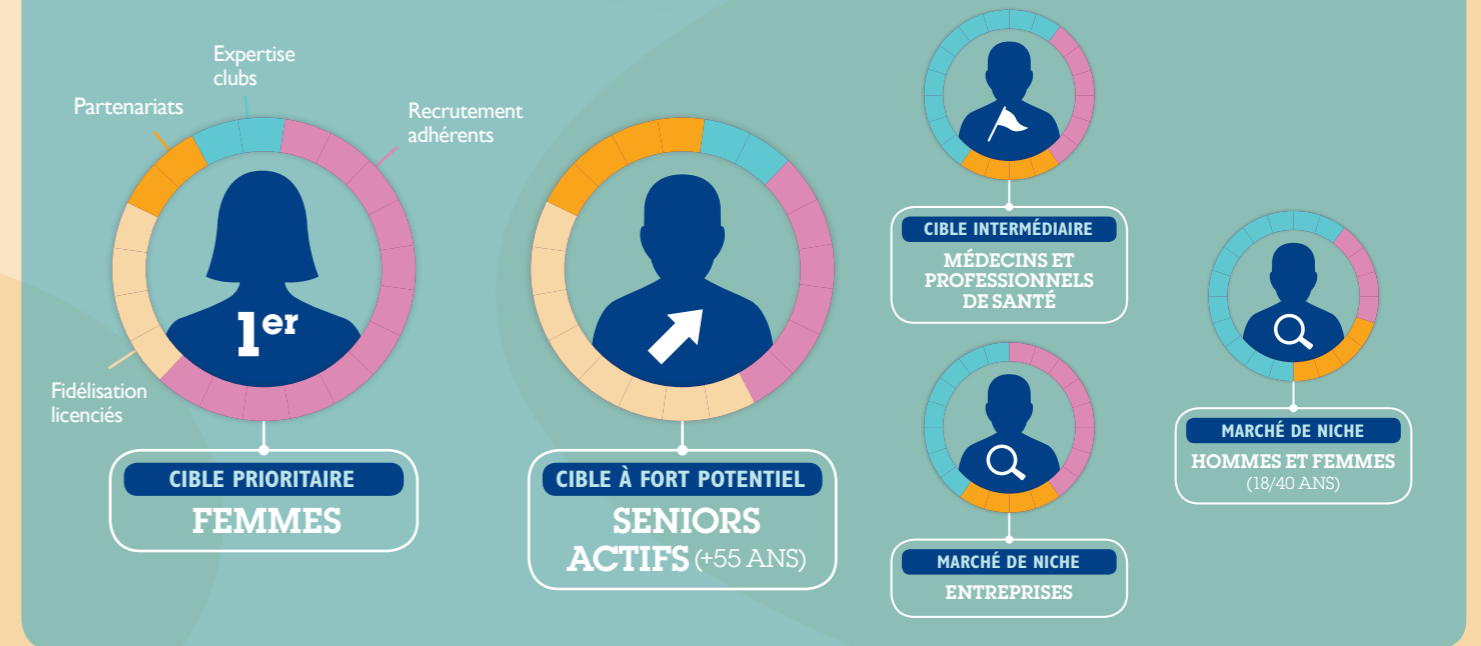 Expertise
clubs
Partenariats
Recrutement
adhérents
Fidélisation
licenciés
1er
CIBLE PRIORITAIRE
FEMMES
CIBLE À FORT POTENTIEL
SENIORS
ACTIFS (+55 ANS)
CIBLE INTERMÉDIAIRE
MÉDECINS ET
PROFESSIONNELS
DE SANTÉ
MARCHÉ DE NICHE
ENTREPRISES
MARCHÉ DE NICHE
HOMMES ET FEMMES
(18/40 ANS)